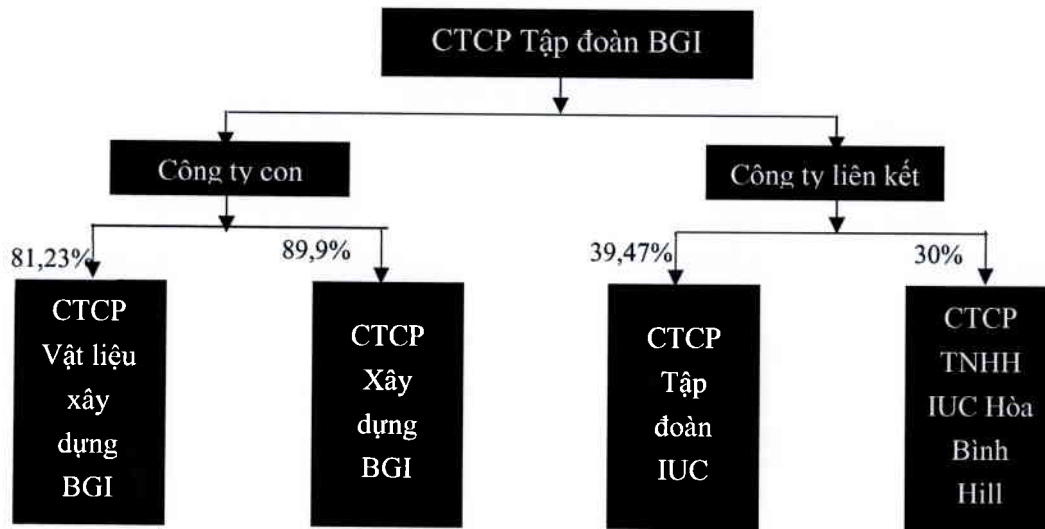 CTCP Tập đoàn BGI
Công ty con
Công ty liên kết
81,23%
89,9%
39,47%
30%
CTCP
Vật liệu
xây
dựng
BGI
CTCP
Xây
dựng
BGI
CTCP
Tập
đoàn
IUC
CTCP
TNHH
IUC Hòa
Bình
Hill